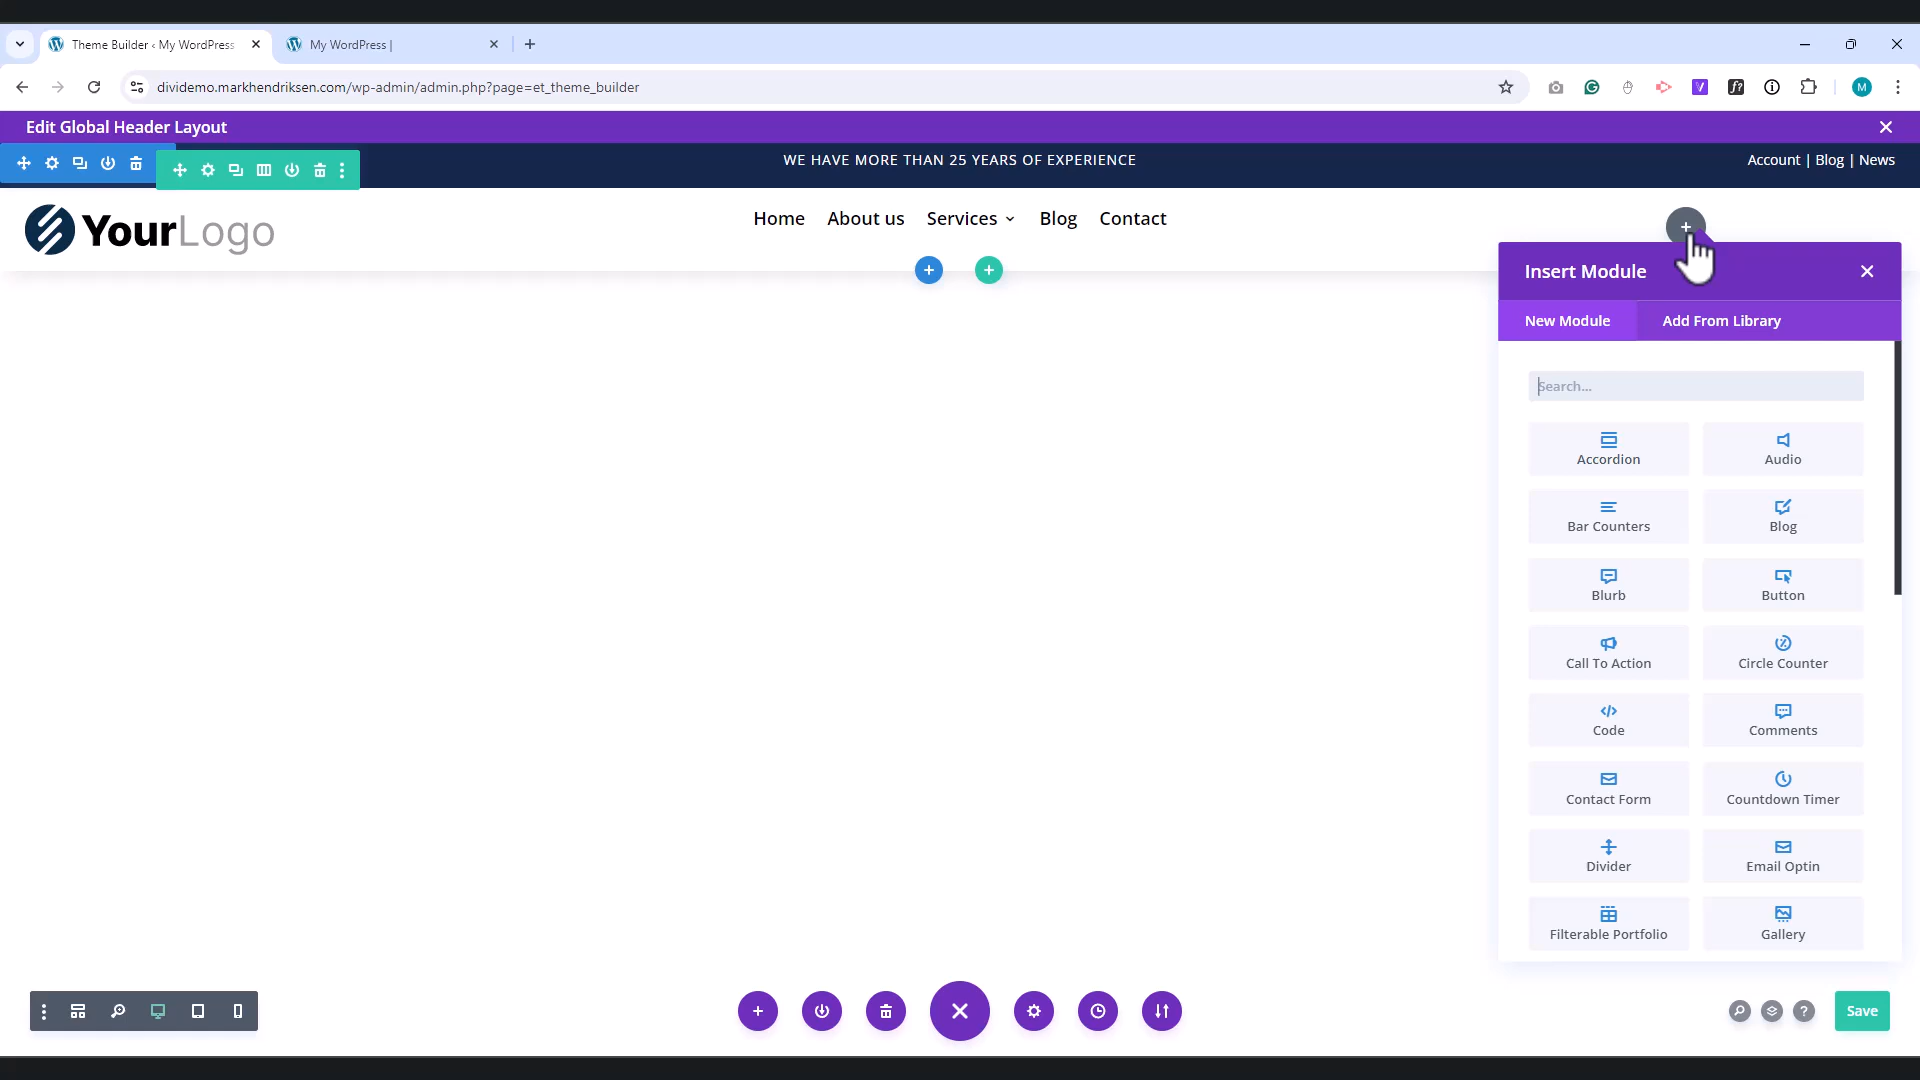 Theme Builder ‹ My WordPress
My WordPress |
dividemo.markhendriksen.com/wp-admin/admin.php?page=et_theme_builder
M
Edit Global Header Layout
WE HAVE MORE THAN 25 YEARS OF EXPERIENCE
Account | Blog | News
YourLogo
Home
About us
Services
Blog
Contact
Insert Module
New Module
Add From Library
Search...
Accordion
Audio
Bar Counters
Blog
Blurb
Button
Call To Action
Circle Counter
Code
Comments
Contact Form
Countdown Timer
Divider
Email Optin
Filterable Portfolio
Gallery
Save